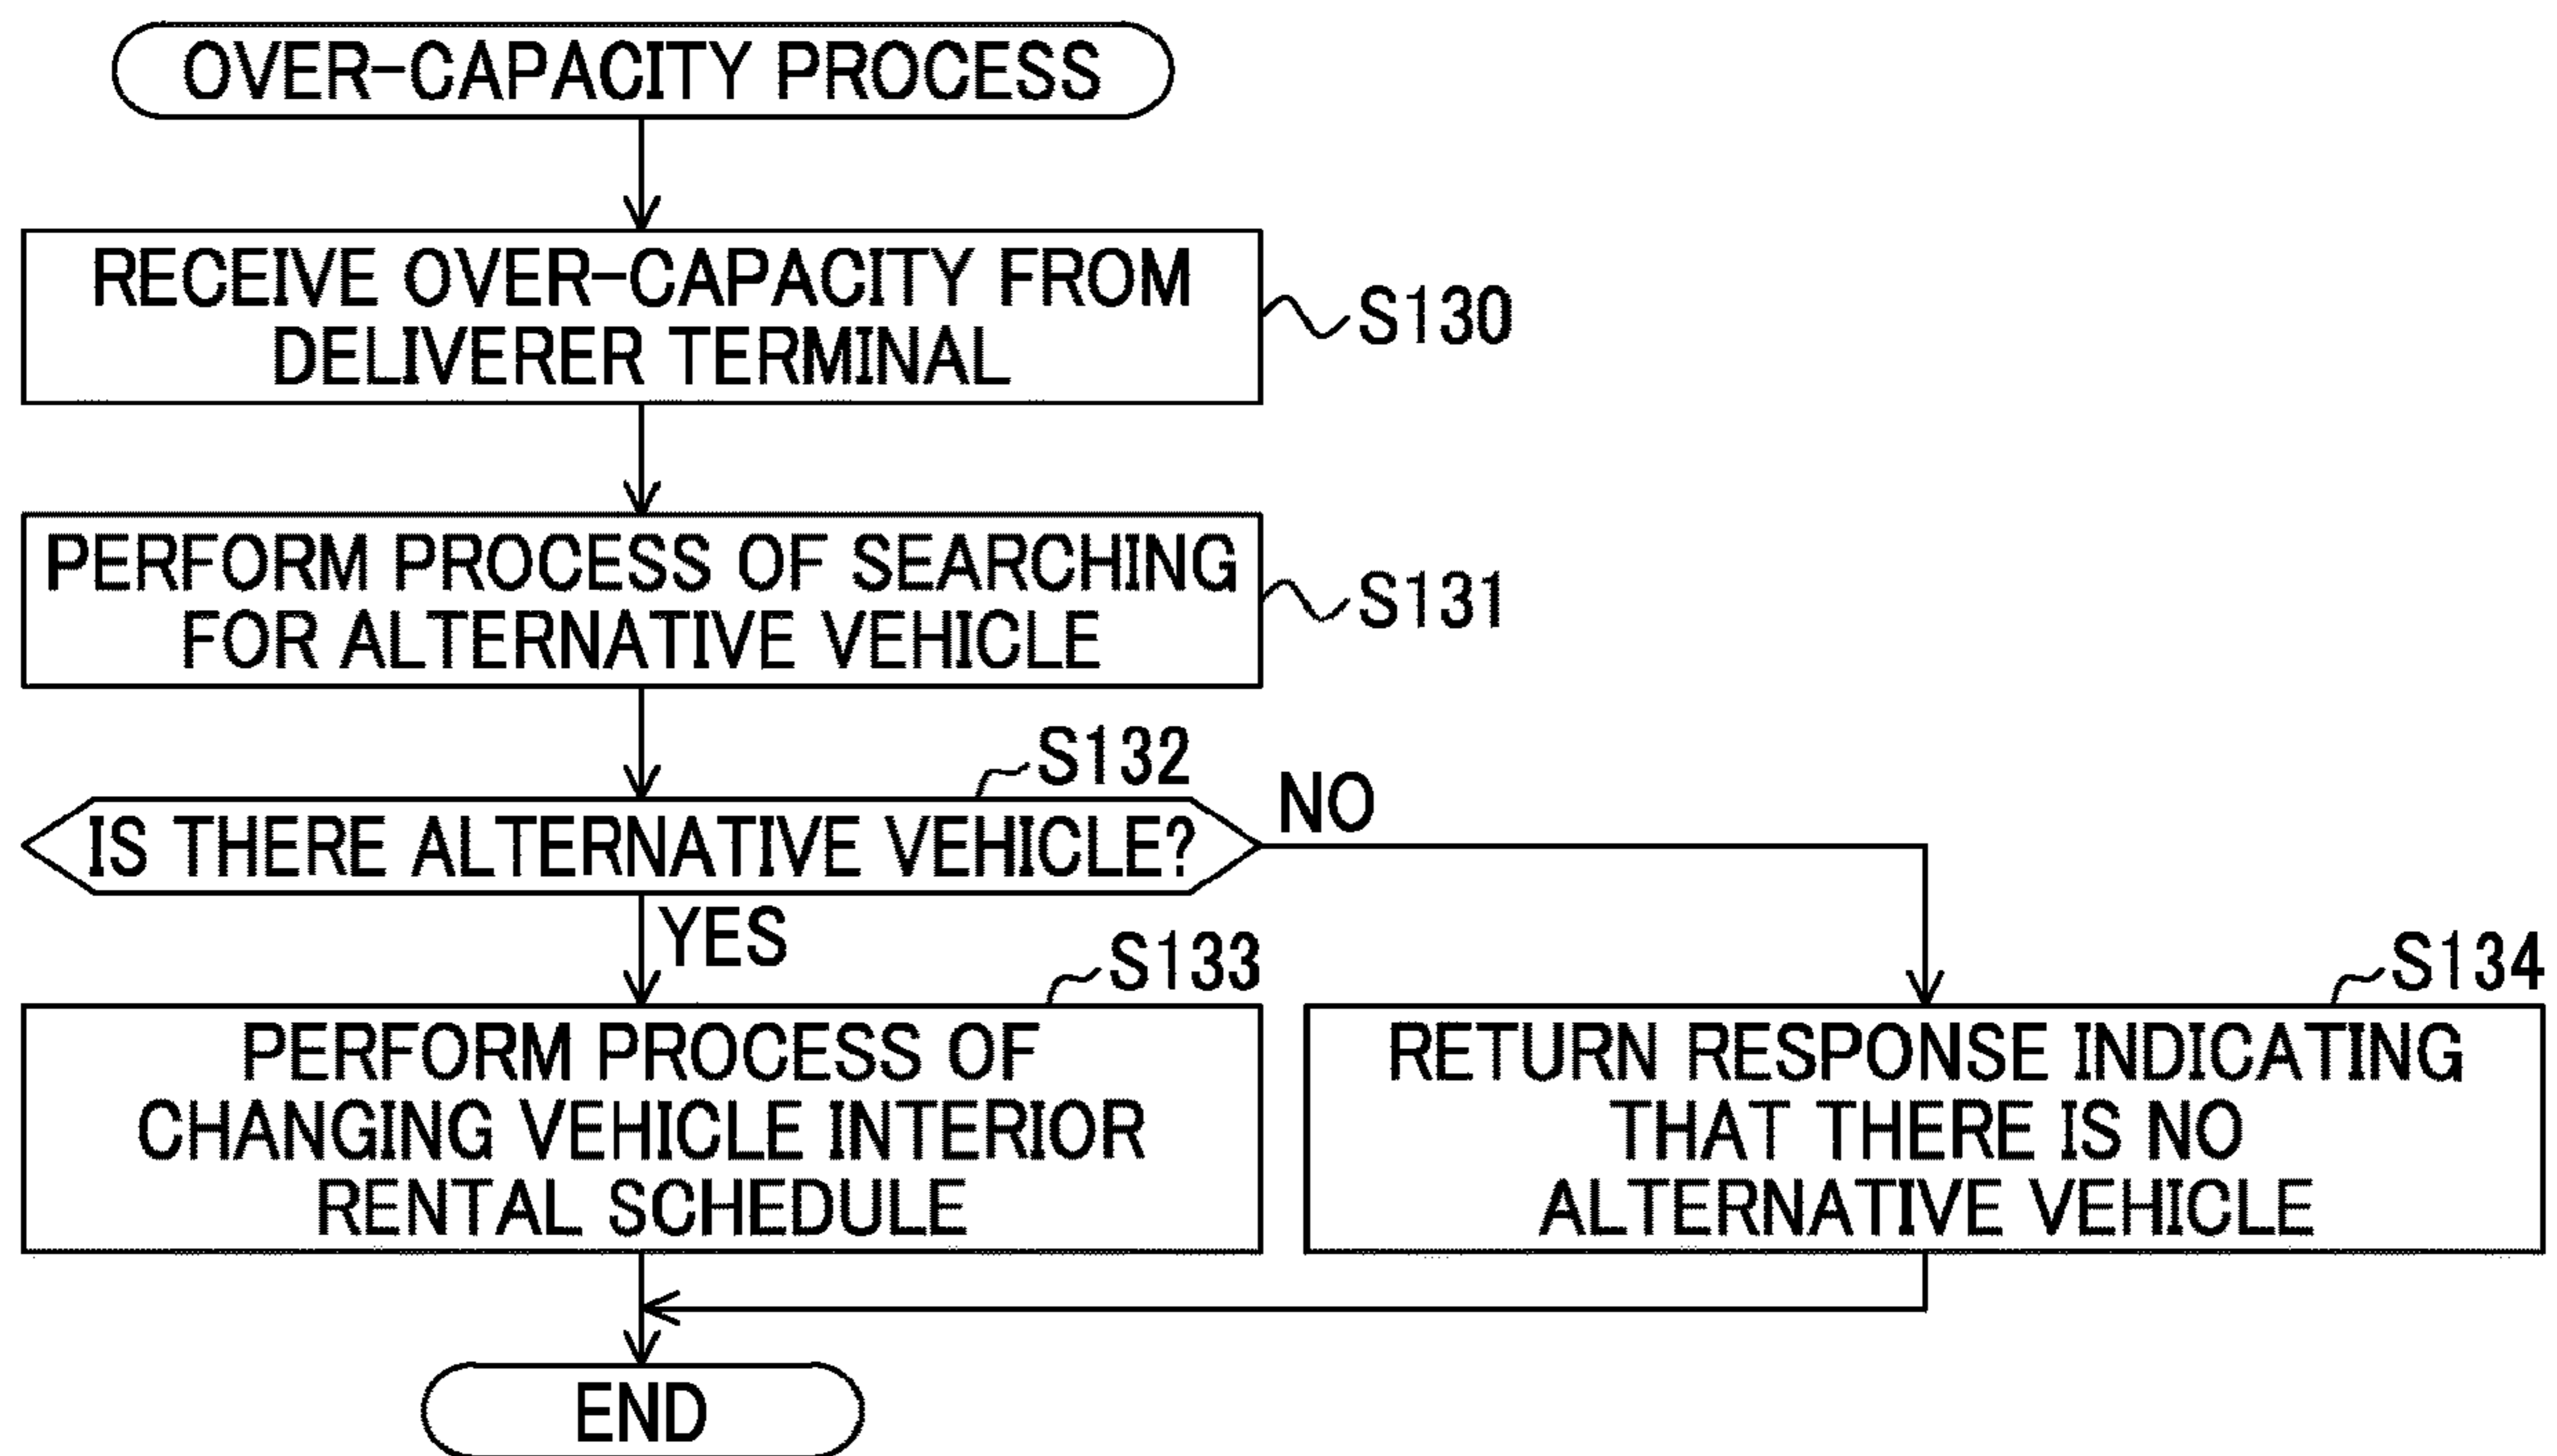 OVER-CAPACITY PROCESS
RECEIVE OVER-CAPACITY FROM
DELIVERER TERMINAL
S130
PERFORM PROCESS OF SEARCHING
FOR ALTERNATIVE VEHICLE
S131
S132
IS THERE ALTERNATIVE VEHICLE?
NO
YES
S133
PERFORM PROCESS OF
CHANGING VEHICLE INTERIOR
RENTAL SCHEDULE
S134
RETURN RESPONSE INDICATING
THAT THERE IS NO
ALTERNATIVE VEHICLE
END